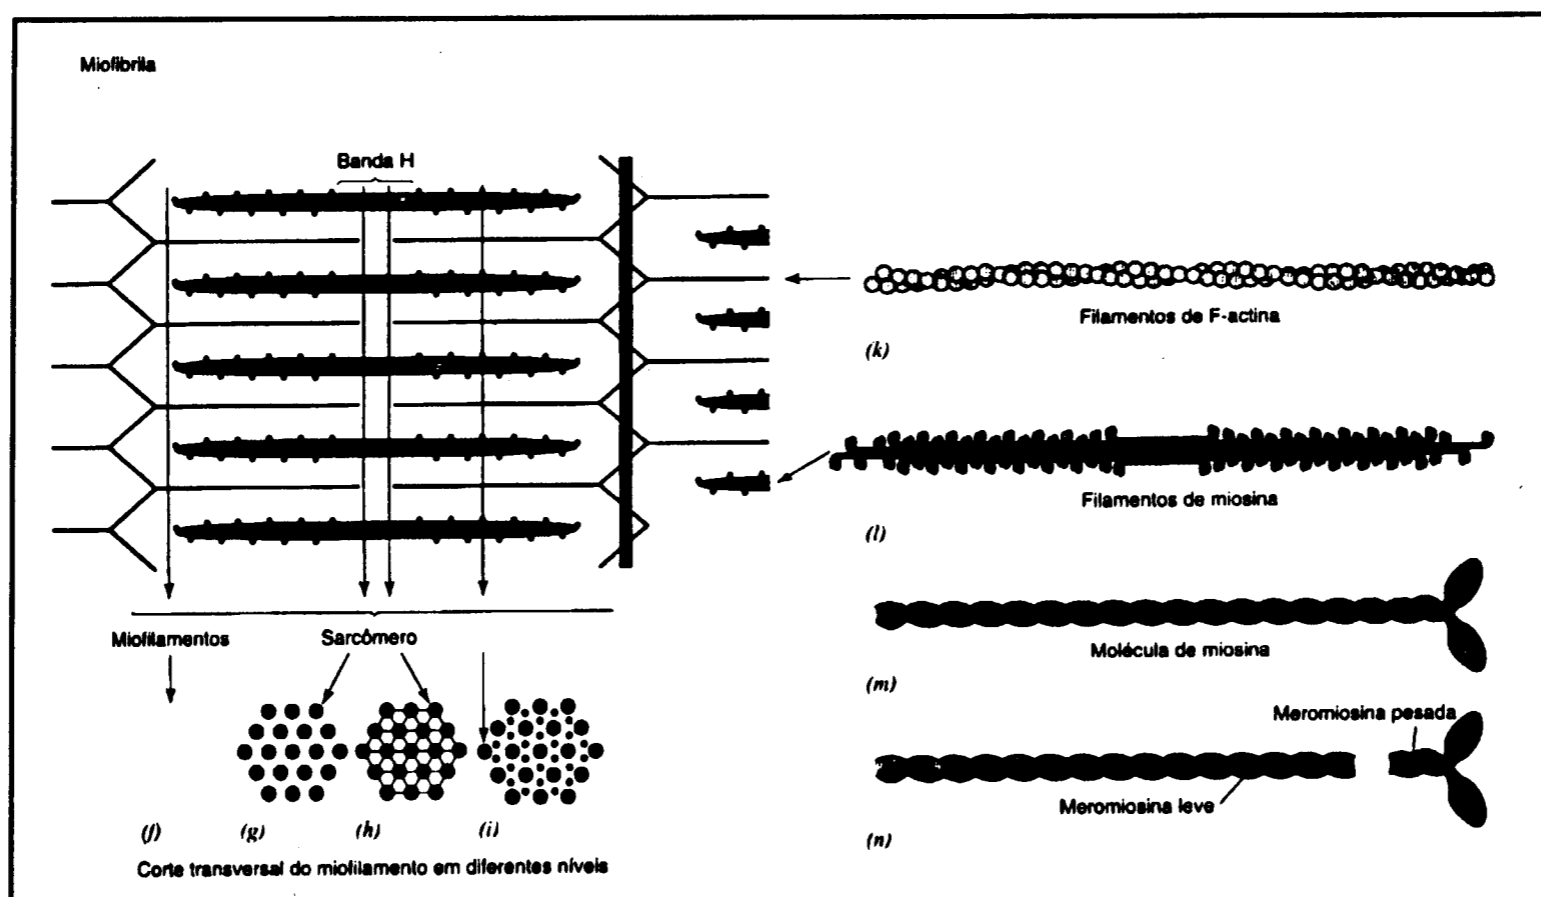 Miofibrila
Banda H
Filamentos de F-actina
(k)
Filamentos de miosina
(l)
Miofilamentos
Sarcômero
Molécula de miosina
(m)
Meromiosina pesada
Meromiosina leve
(n)
(f)
(g)
(h)
(i)
Corte transversal do miofilamento em diferentes níveis